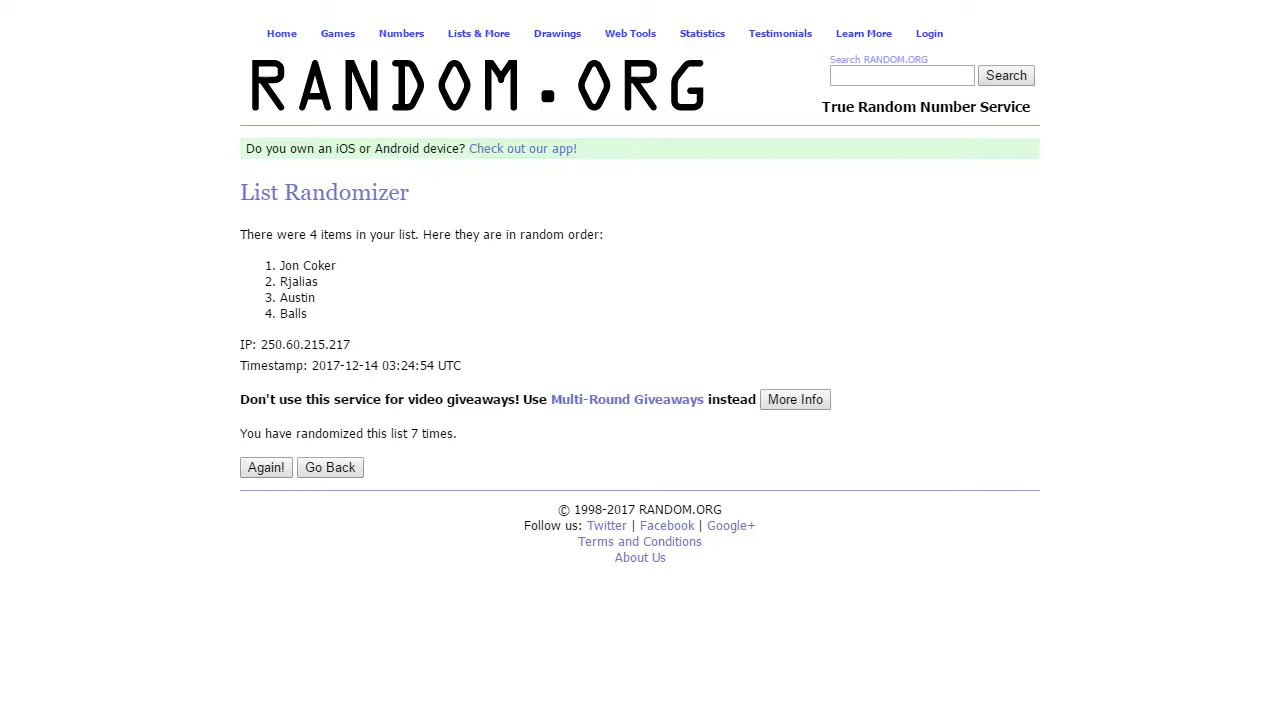 Home Games Numbers Lists & More Drawings Web Tools Statistics Testimonials Learn More Login
RANDOM.ORG
Search RANDOM.ORG
Search
True Random Number Service
Do you own an iOS or Android device? Check out our app!
List Randomizer
There were 4 items in your list. Here they are in random order:
1. Jon Coker
2. Rjalias
3. Austin
4. Balls
IP: 250.60.215.217
Timestamp: 2017-12-14 03:24:54 UTC
Don't use this service for video giveaways! Use Multi-Round Giveaways instead More Info
You have randomized this list 7 times.
Again! Go Back
© 1998-2017 RANDOM.ORG
Follow us: Twitter | Facebook | Google+
Terms and Conditions
About Us